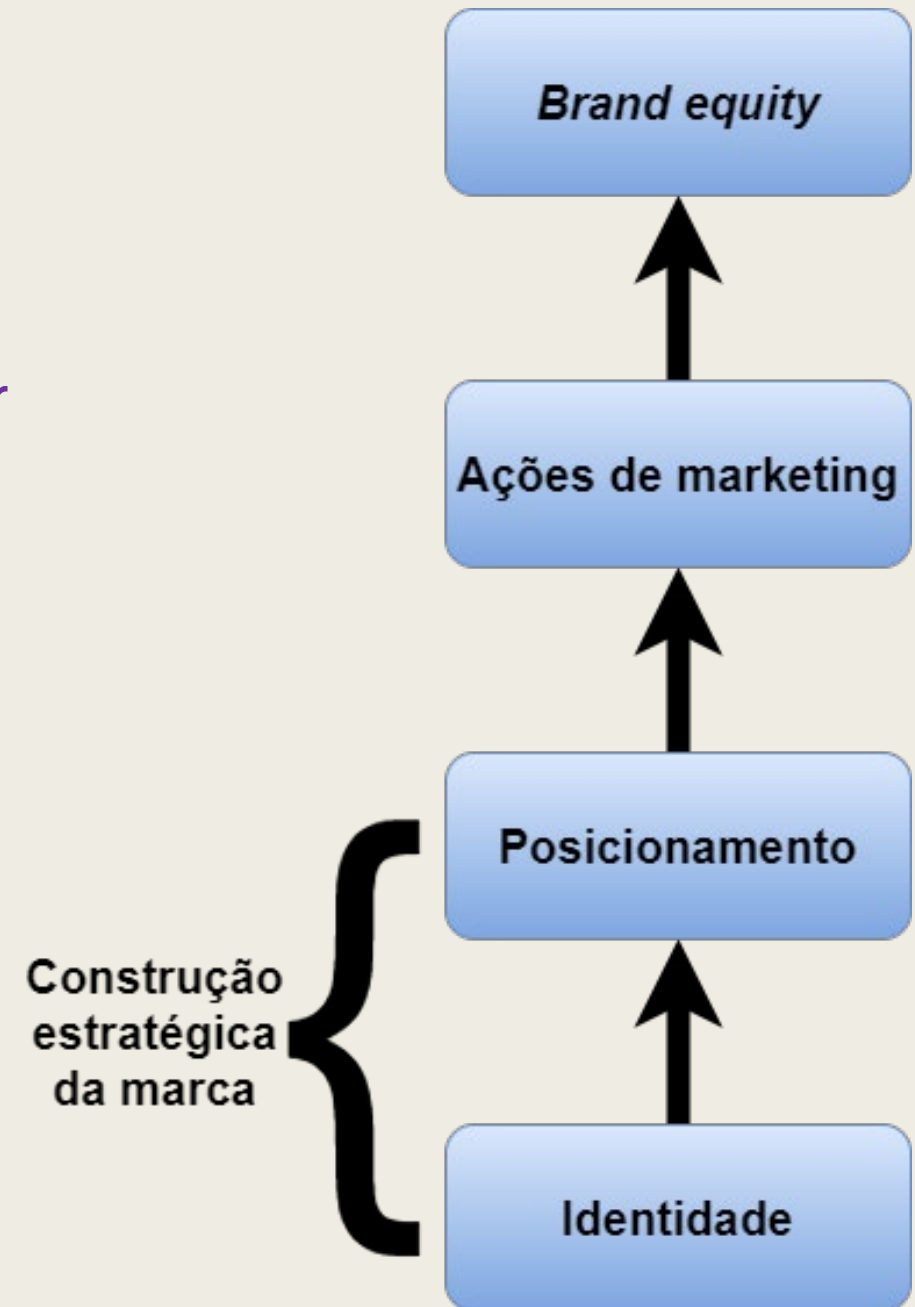 Brand equity
Ações de marketing
Posicionamento
Construção
estratégica
da marca
Identidade